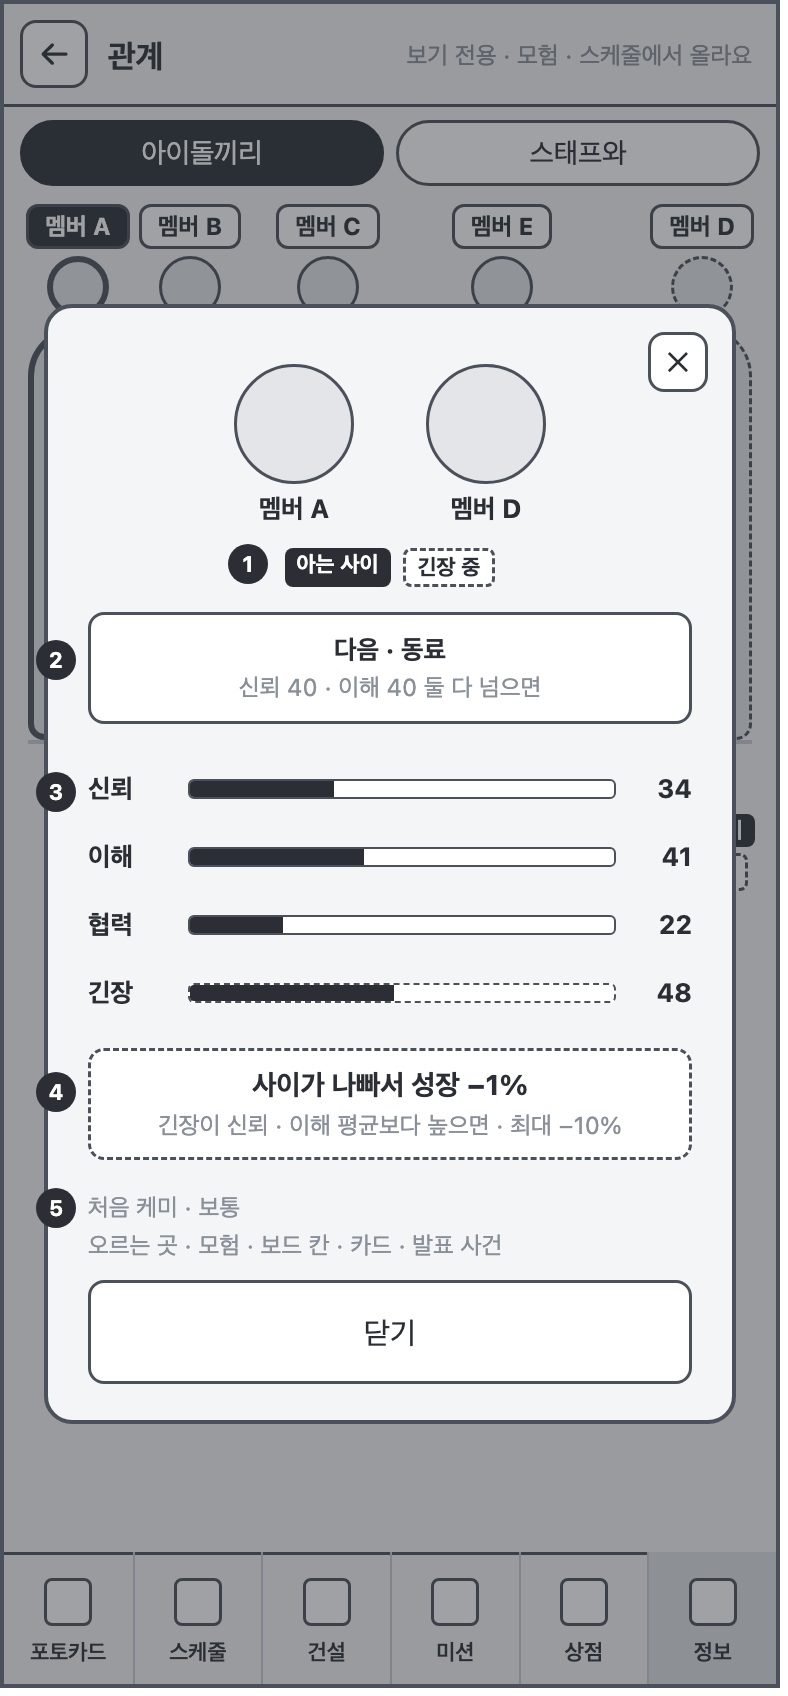 관계
보기 전용 · 모험 · 스케줄에서 올라요
아이돌끼리
스태프와
멤버 A
멤버 B
멤버 C
멤버 E
멤버 D
멤버 A
멤버 D
1 아는 사이 긴장 중
2
다음 · 동료
신뢰 40 · 이해 40 둘 다 넘으면
3 신뢰 34
이해 41
협력 22
긴장 48
4
사이가 나빠서 성장 −1%
긴장이 신뢰 · 이해 평균보다 높으면 · 최대 −10%
5 처음 케미 · 보통
오르는 곳 · 모험 · 보드 칸 · 카드 · 발표 사건
닫기
포토카드
스케줄
건설
미션
상점
정보